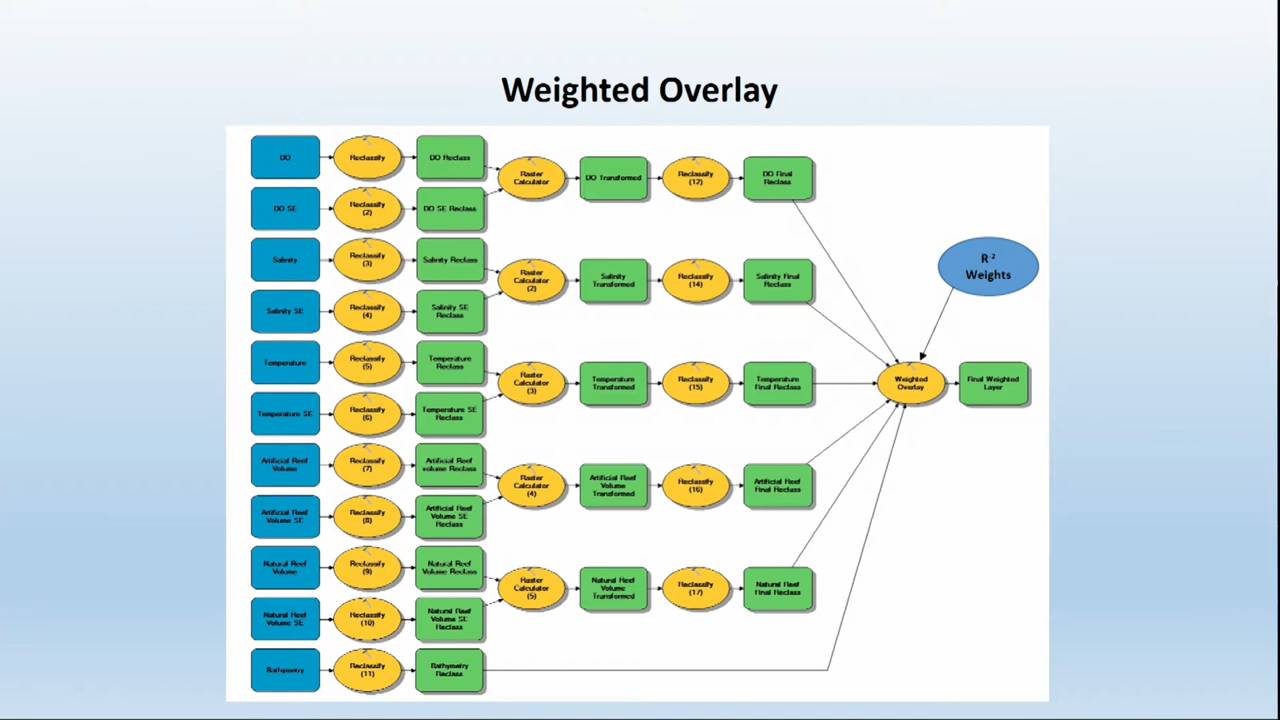 Weighted Overlay
DO
Reclassify
DO Reclass
DO SE
Reclassify
(2)
DO SE Reclass
Raster
Calculator
DO Transformed
Reclassify
(12)
DO Final
Reclass
Salinity
Reclassify
(3)
Salinity Reclass
Salinity SE
Reclassify
(4)
Salinity SE
Reclass
Raster
Calculator
(2)
Salinity
Transformed
Reclassify
(14)
Salinity Final
Reclass
Temperature
Reclassify
(5)
Temperature
Reclass
Temperature SE
Reclassify
(6)
Temperature SE
Reclass
Raster
Calculator
(3)
Temperature
Transformed
Reclassify
(15)
Temperature
Final Reclass
Artificial Reef
Volume
Reclassify
(7)
Artificial Reef
volume Reclass
Artificial Reef
Volume SE
Reclassify
(8)
Artificial Reef
Volume SE
Reclass
Raster
Calculator
(4)
Artificial Reef
Volume
Transformed
Reclassify
(16)
Artificial Reef
Final Reclass
Natural Reef
Volume
Reclassify
(9)
Natural Reef
Volume Reclass
Natural Reef
Volume SE
Reclassify
(10)
Natural Reef
Volume SE
Reclass
Raster
Calculator
(5)
Natural Reef
Volume
Transformed
Reclassify
(17)
Natural Reef
Final Reclass
Bathymetry
Reclassify
(11)
Bathymetry
Reclass
R⁻²
Weights
Weighted
Overlay
Final Weighted
Layer